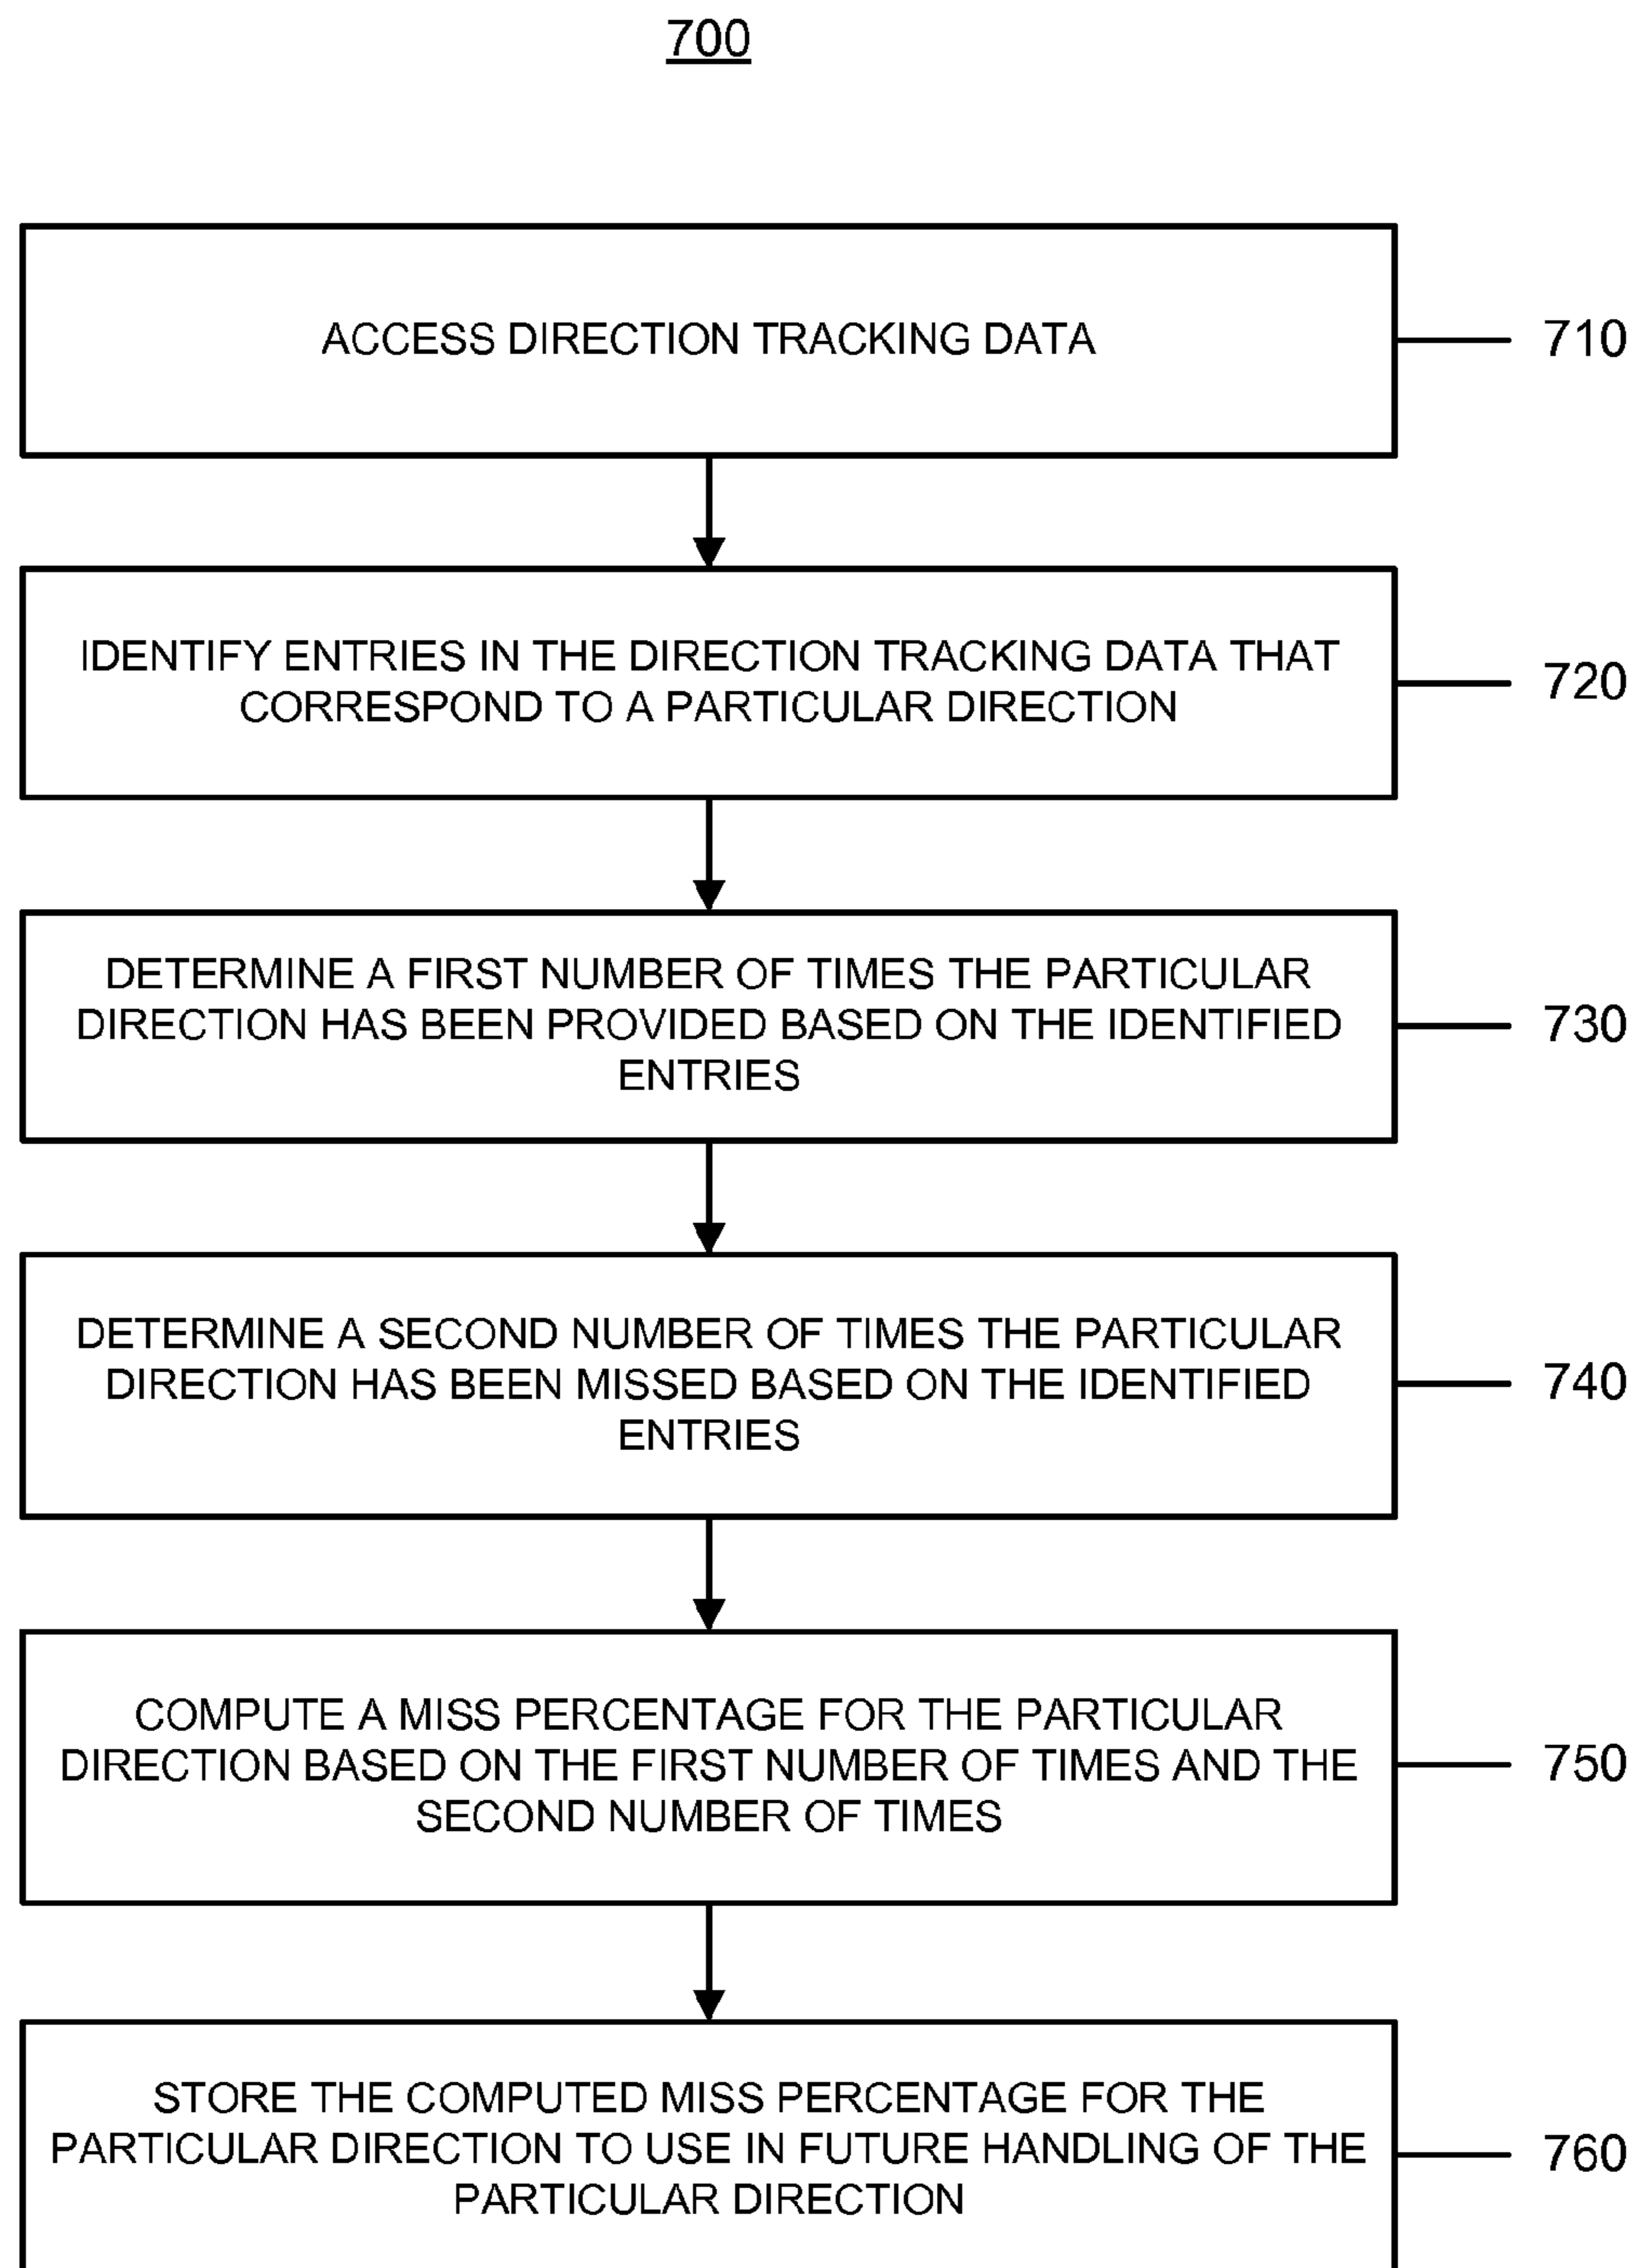 700
ACCESS DIRECTION TRACKING DATA
710
IDENTIFY ENTRIES IN THE DIRECTION TRACKING DATA THAT
CORRESPOND TO A PARTICULAR DIRECTION
720
DETERMINE A FIRST NUMBER OF TIMES THE PARTICULAR
DIRECTION HAS BEEN PROVIDED BASED ON THE IDENTIFIED
ENTRIES
730
DETERMINE A SECOND NUMBER OF TIMES THE PARTICULAR
DIRECTION HAS BEEN MISSED BASED ON THE IDENTIFIED
ENTRIES
740
COMPUTE A MISS PERCENTAGE FOR THE PARTICULAR
DIRECTION BASED ON THE FIRST NUMBER OF TIMES AND THE
SECOND NUMBER OF TIMES
750
STORE THE COMPUTED MISS PERCENTAGE FOR THE
PARTICULAR DIRECTION TO USE IN FUTURE HANDLING OF THE
PARTICULAR DIRECTION
760